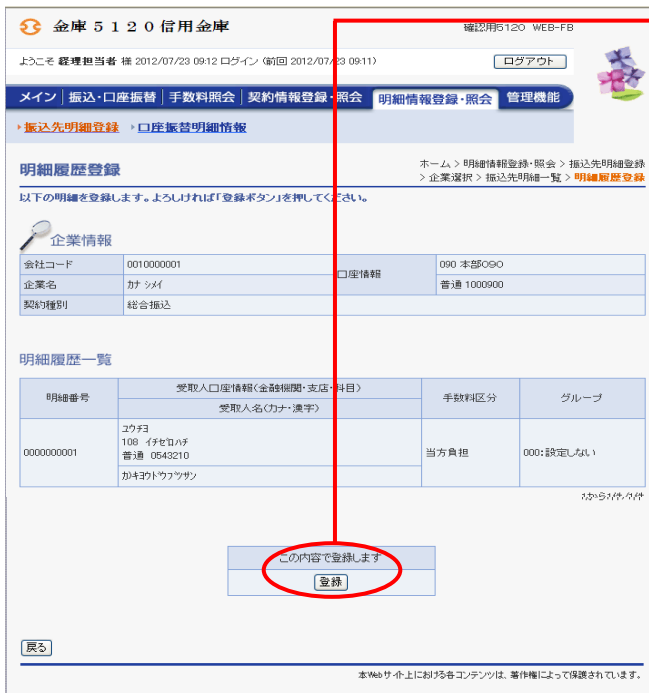 金庫５１２０信用金庫
確認用5120 WEB-FB
ようこそ 経理担当者 様 2012/07/23 09:12 ログイン (前回 2012/07/23 09:11)
ログアウト
メイン 振込・口座振替 手数料照会 契約情報登録・照会 明細情報登録・照会 管理機能
振込先明細登録 口座振替明細情報
明細履歴登録
ホーム > 明細情報登録・照会 > 振込先明細登録
> 企業選択 > 振込先明細一覧 > 明細履歴登録
以下の明細を登録します。よろしければ「登録ボタン」を押してください。
企業情報
会社コード 0010000001 口座情報 090 本部○9○
企業名 カナ シメイ 普通 1000900
契約種別 総合振込
明細履歴一覧
明細番号 受取人口座情報(金融機関・支店・科目) 手数料区分 グループ
受取人名(カナ・漢字)
0000000001
ユウチヨ
108 イチゼロハチ
普通 0543210
当方負担 000:設定しない
カ)キヨウトウフツサン
この内容で登録します
登録
戻る
本Webサイト上における各コンテンツは、著作権によって保護されています。